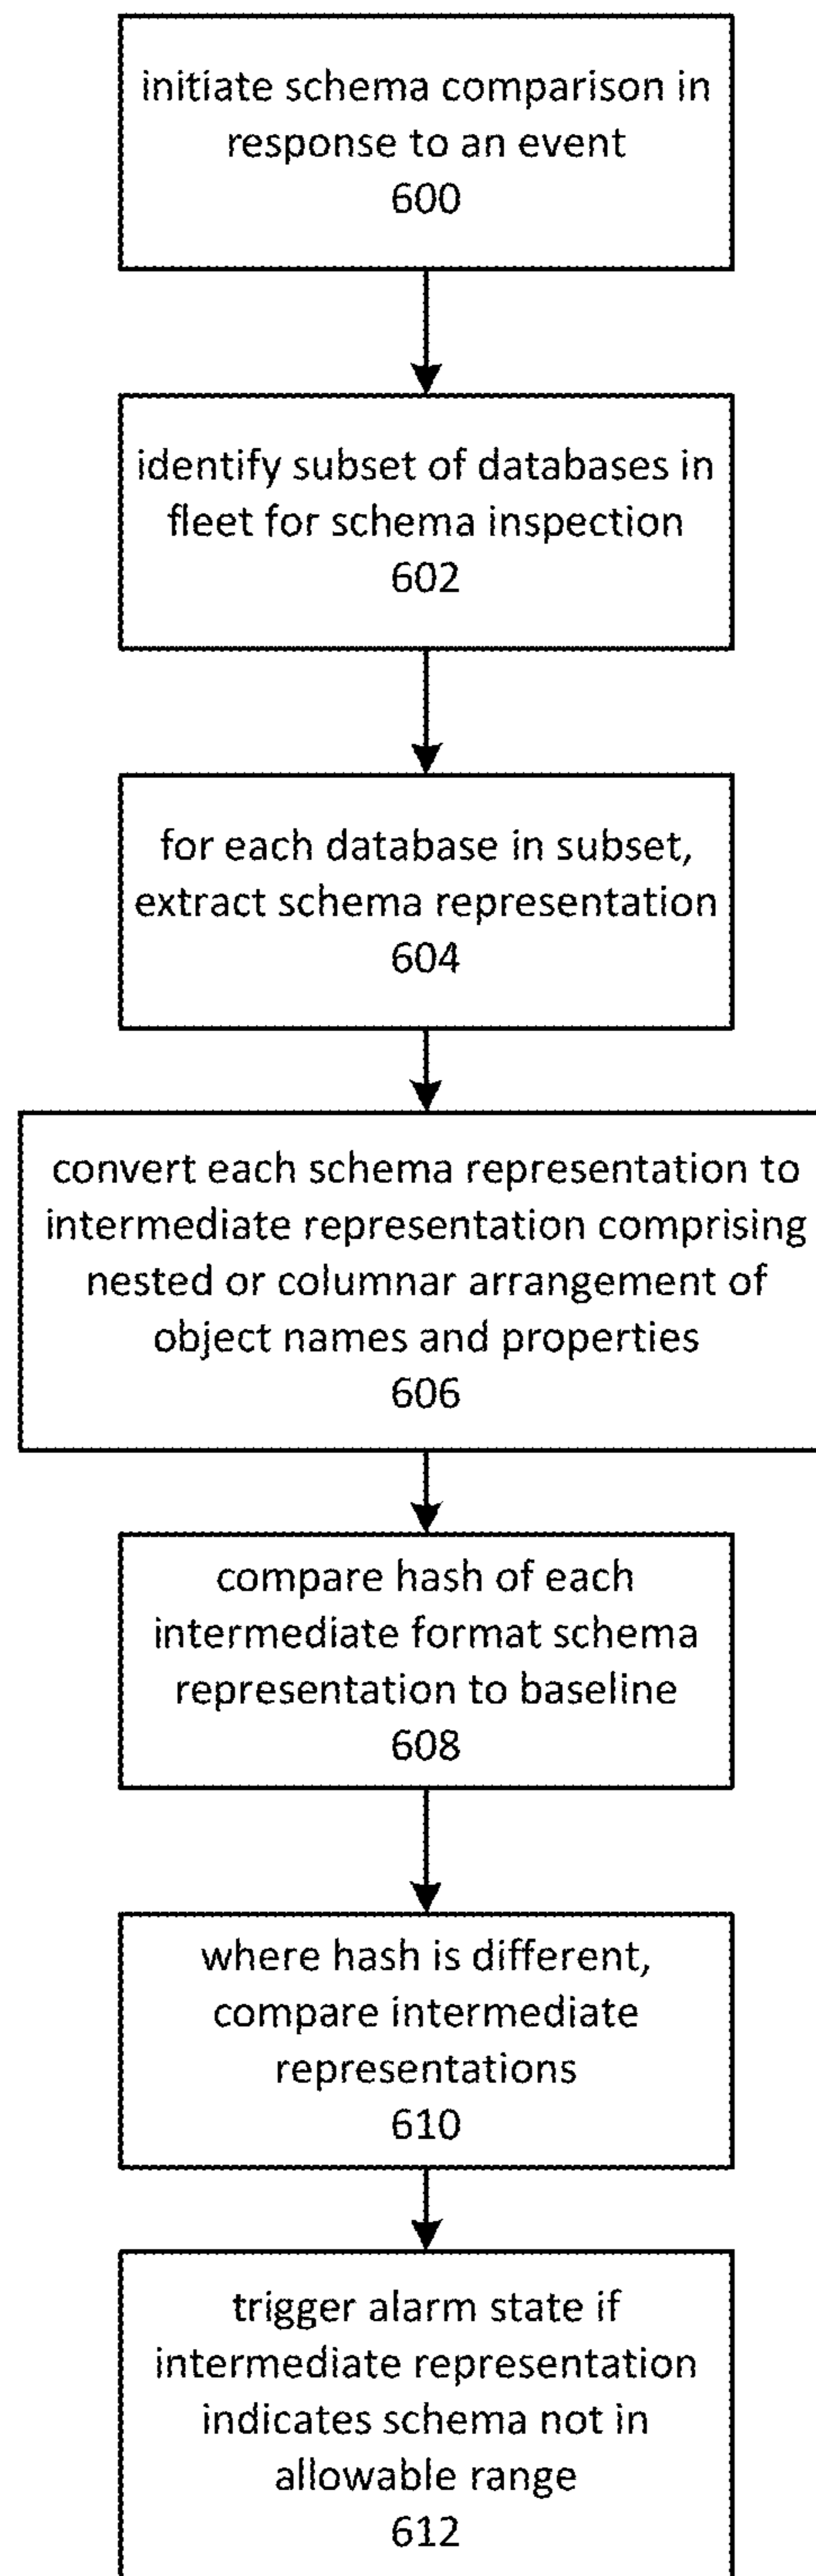 initiate schema comparison in
response to an event
600
identify subset of databases in
fleet for schema inspection
602
for each database in subset,
extract schema representation
604
convert each schema representation to
intermediate representation comprising
nested or columnar arrangement of
object names and properties
606
compare hash of each
intermediate format schema
representation to baseline
608
where hash is different,
compare intermediate
representations
610
trigger alarm state if
intermediate representation
indicates schema not in
allowable range
612